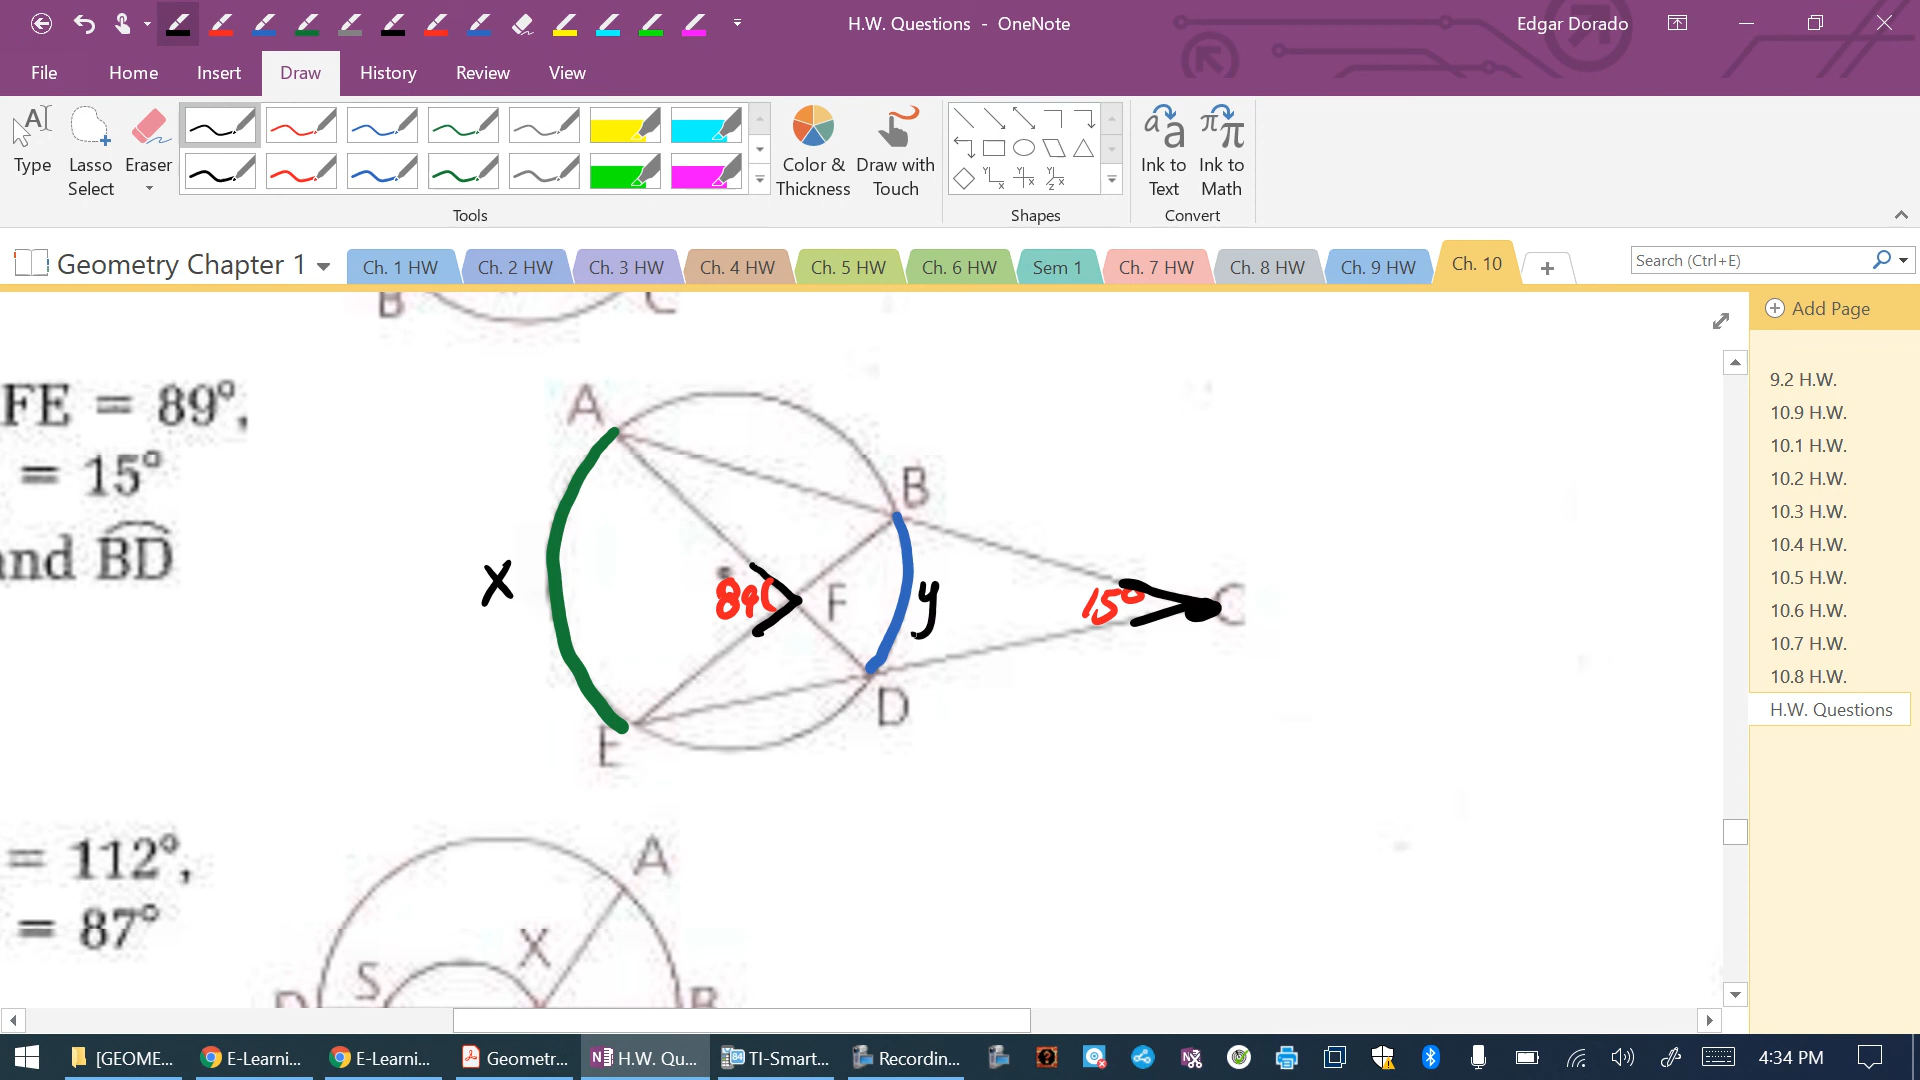 H.W. Questions - OneNote
Edgar Dorado
File Home Insert Draw History Review View
Type
Lasso Select
Eraser
Color & Thickness
Draw with Touch
Ink to Text
Ink to Math
Tools
Shapes
Convert
Geometry Chapter 1
Ch. 1 HW Ch. 2 HW Ch. 3 HW Ch. 4 HW Ch. 5 HW Ch. 6 HW Sem 1 Ch. 7 HW Ch. 8 HW Ch. 9 HW Ch. 10
Search (Ctrl+E)
Add Page
9.2 H.W.
10.9 H.W.
10.1 H.W.
10.2 H.W.
10.3 H.W.
10.4 H.W.
10.5 H.W.
10.6 H.W.
10.7 H.W.
10.8 H.W.
H.W. Questions
B C
FE = 89°,
= 15°
and BD
A
B
x
89
F
y
15°
C
D
E
= 112°,
= 87°
A
X
S
D
B
[GEOME... E-Learni... E-Learni... Geometr... H.W. Qu... TI-Smart... Recordin... 4:34 PM